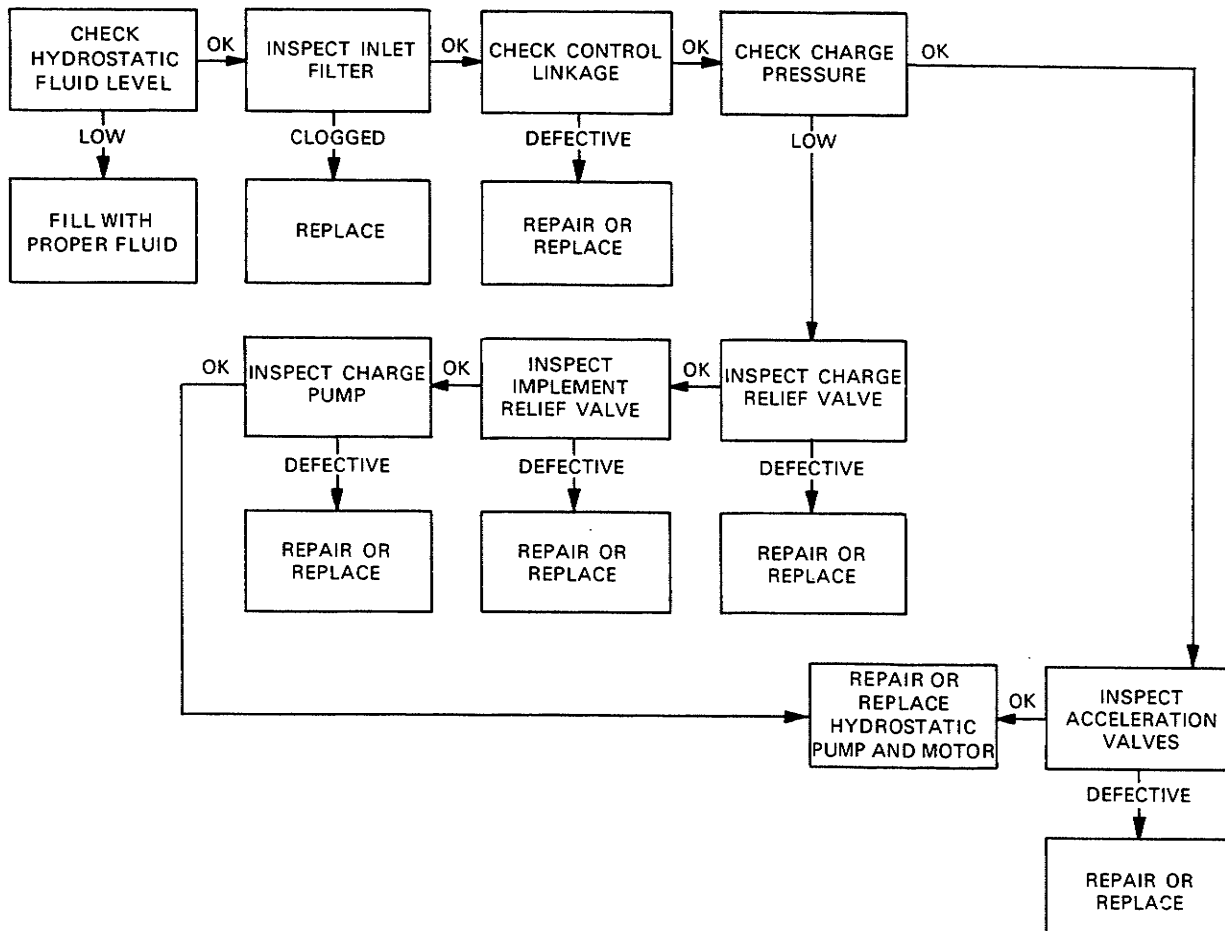 CHECK
HYDROSTATIC
FLUID LEVEL
OK
INSPECT INLET
FILTER
OK
CHECK CONTROL
LINKAGE
OK
CHECK CHARGE
PRESSURE
OK
LOW
CLOGGED
DEFECTIVE
LOW
FILL WITH
PROPER FLUID
REPLACE
REPAIR OR
REPLACE
OK
INSPECT CHARGE
PUMP
OK
INSPECT
IMPLEMENT
RELIEF VALVE
OK
INSPECT CHARGE
RELIEF VALVE
DEFECTIVE
DEFECTIVE
DEFECTIVE
REPAIR OR
REPLACE
REPAIR OR
REPLACE
REPAIR OR
REPLACE
REPAIR OR
REPLACE
HYDROSTATIC
PUMP AND MOTOR
OK
INSPECT
ACCELERATION
VALVES
DEFECTIVE
REPAIR OR
REPLACE